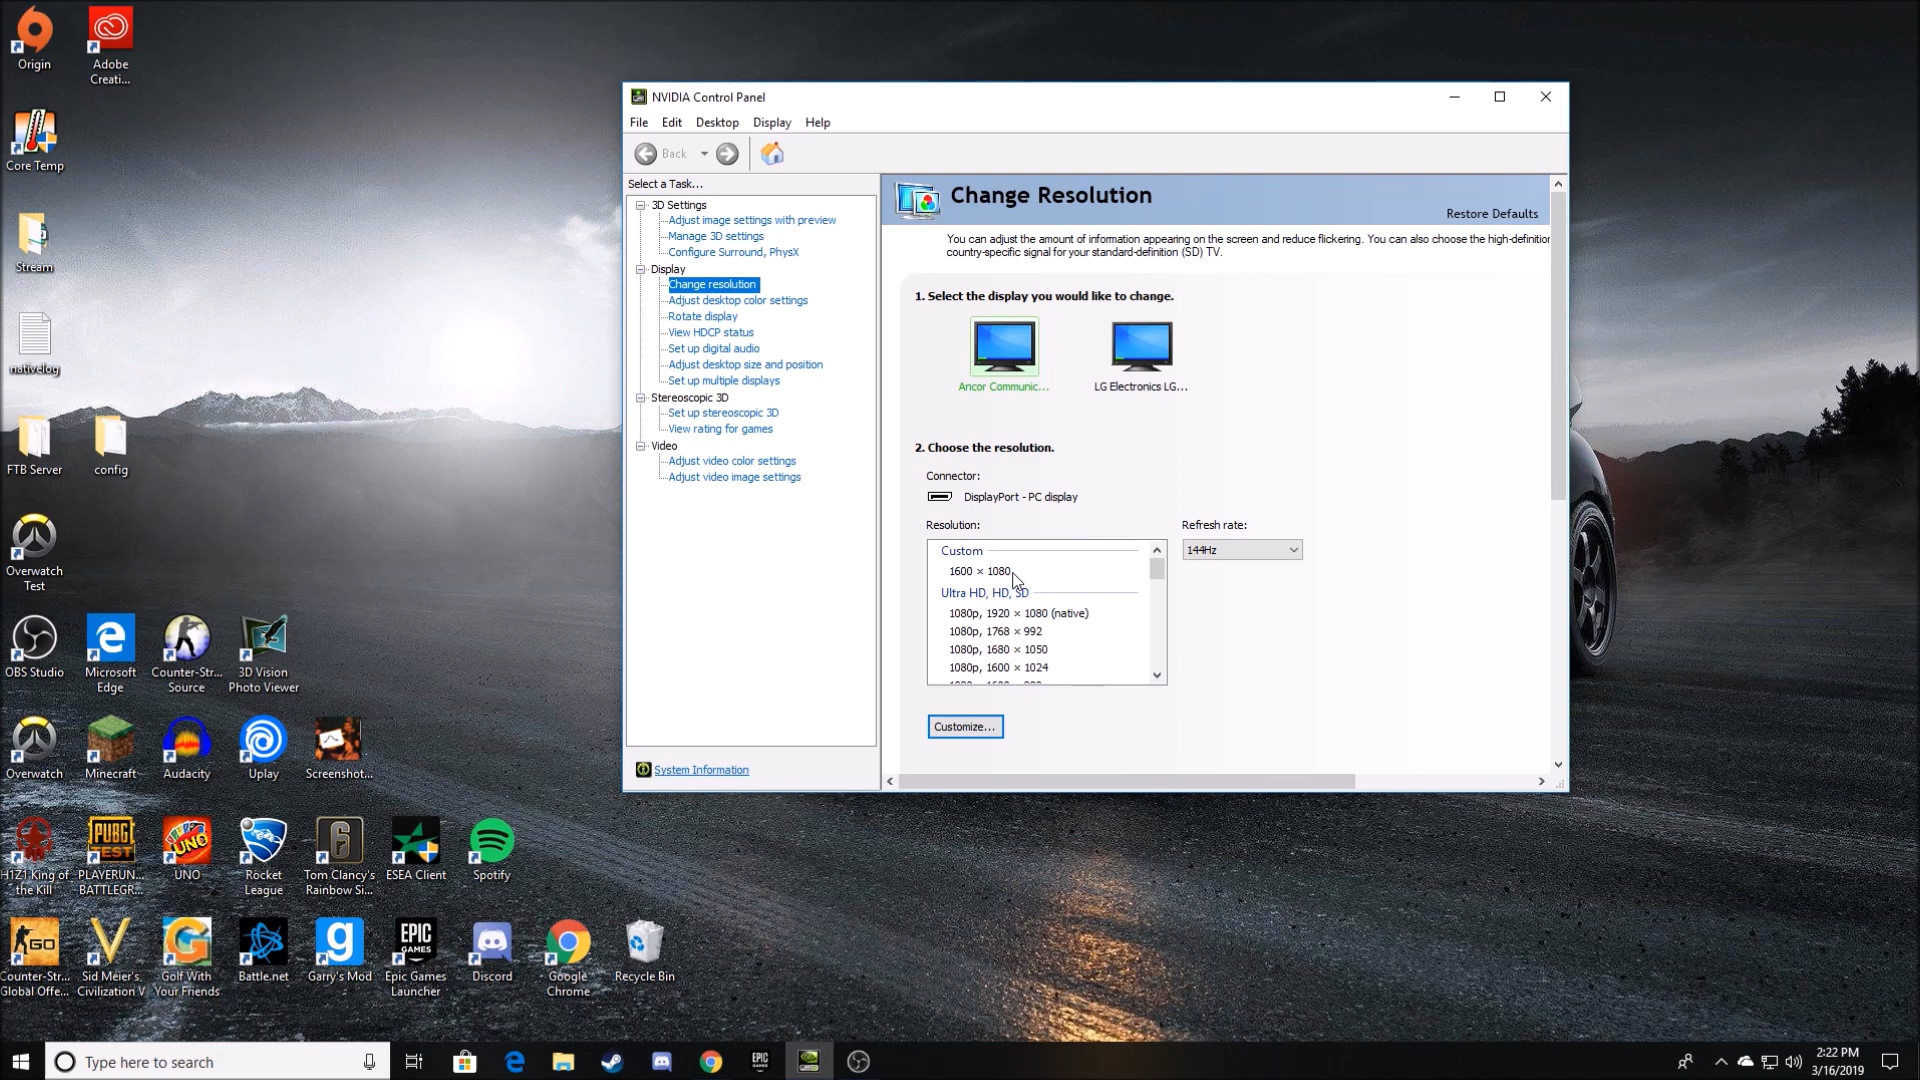 Origin
Adobe
Creati...
Core Temp
Stream
nativelog
FTB Server
config
Overwatch
Test
OBS Studio
Microsoft
Edge
Counter-Str...
Source
3D Vision
Photo Viewer
Overwatch
Minecraft
Audacity
Uplay
Screenshot...
PUBG
TEST
UNO
H1Z1 King of
the Kill
PLAYERUN...
BATTLEGR...
UNO
Rocket
League
Tom Clancy's
Rainbow Si...
ESEA Client
Spotify
GO
EPIC
GAMES
Counter-Str...
Global Offe...
Sid Meier's
Civilization V
Golf With
Your Friends
Battle.net
Garry's Mod
Epic Games
Launcher
Discord
Google
Chrome
Recycle Bin
NVIDIA Control Panel
File Edit Desktop Display Help
Back
Select a Task...
3D Settings
Adjust image settings with preview
Manage 3D settings
Configure Surround, PhysX
Display
Change resolution
Adjust desktop color settings
Rotate display
View HDCP status
Set up digital audio
Adjust desktop size and position
Set up multiple displays
Stereoscopic 3D
Set up stereoscopic 3D
View rating for games
Video
Adjust video color settings
Adjust video image settings
System Information
Change Resolution
Restore Defaults
You can adjust the amount of information appearing on the screen and reduce flickering. You can also choose the high-definition
country-specific signal for your standard-definition (SD) TV.
1. Select the display you would like to change.
Ancor Communic...
LG Electronics LG...
2. Choose the resolution.
Connector:
DisplayPort - PC display
Resolution:
Refresh rate:
Custom
144Hz
1600 × 1080
Ultra HD, HD, SD
1080p, 1920 × 1080 (native)
1080p, 1768 × 992
1080p, 1680 × 1050
1080p, 1600 × 1024
Customize...
Type here to search
EPIC
GAMES
2:22 PM
3/16/2019